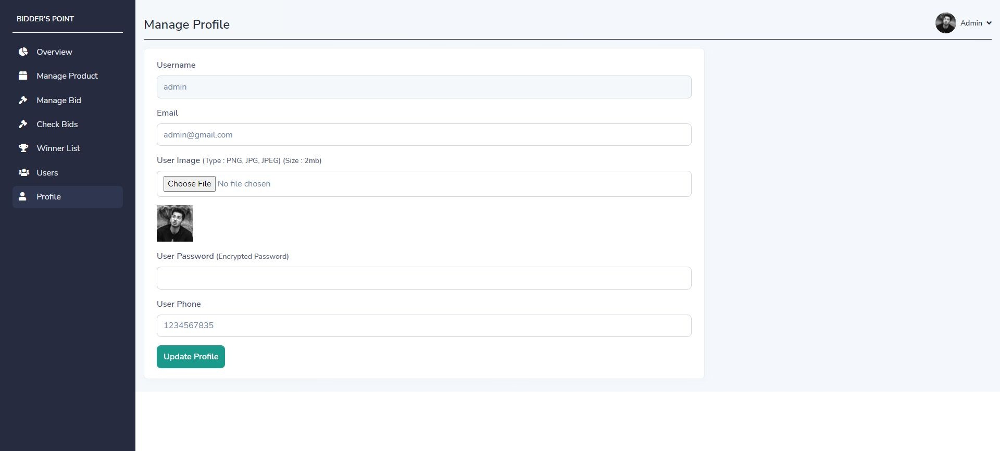 BIDDER'S POINT
Overview
Manage Product
Manage Bid
Check Bids
Winner List
Users
Profile
Manage Profile
Admin
Username
admin
Email
admin@gmail.com
User Image (Type : PNG, JPG, JPEG) (Size : 2mb)
Choose File No file chosen
User Password (Encrypted Password)
User Phone
1234567835
Update Profile